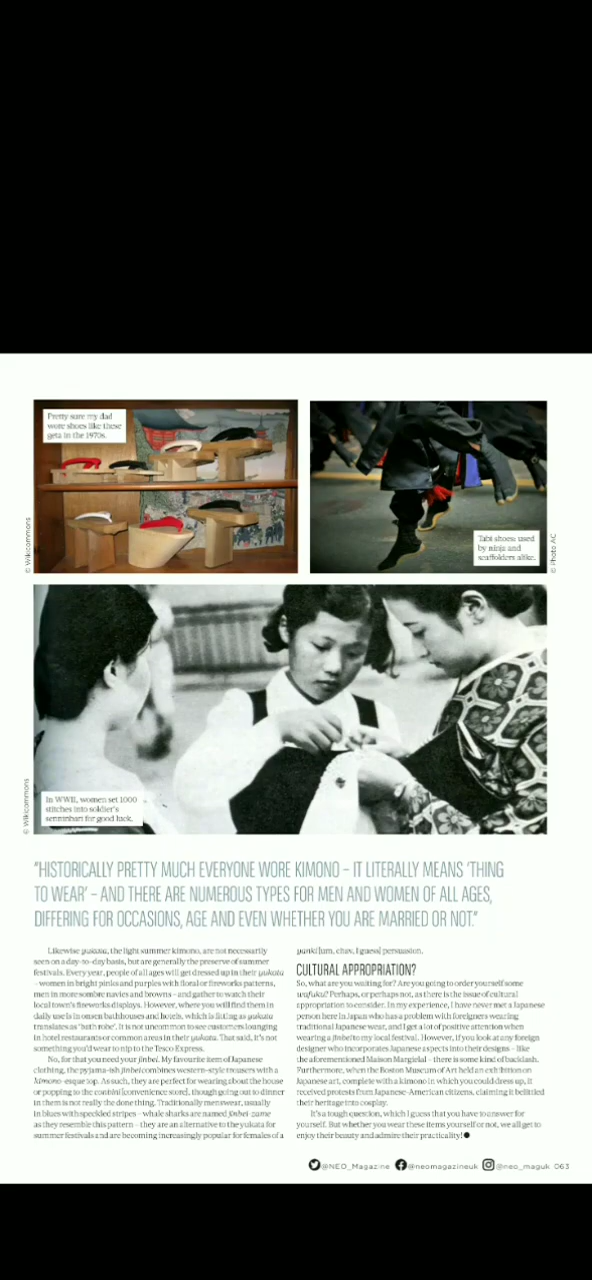 Pretty sure my dad
wore shoes like these
geta in the 1970s.
© Wikicommons
Tabi shoes: used
by ninja and
scaffolders alike.
© Photo AC
In WWII, women set 1000
stitches into soldier's
senninbari for good luck.
© Wikicommons
"HISTORICALLY PRETTY MUCH EVERYONE WORE KIMONO – IT LITERALLY MEANS 'THING
TO WEAR' – AND THERE ARE NUMEROUS TYPES FOR MEN AND WOMEN OF ALL AGES,
DIFFERING FOR OCCASIONS, AGE AND EVEN WHETHER YOU ARE MARRIED OR NOT."
Likewise yukata, the light summer kimono, are not necessarily
seen on a day-to-day basis, but are generally the preserve of summer
festivals. Every year, people of all ages will get dressed up in their yukata
– women in bright pinks and purples with floral or fireworks patterns,
men in more sombre navies and browns – and gather to watch their
local town's fireworks displays. However, where you will find them in
daily use is in onsen bathhouses and hotels, which is fitting as yukata
translates as 'bath robe'. It is not uncommon to see customers lounging
in hotel restaurants or common areas in their yukata. That said, it's not
something you'd wear to nip to the Tesco Express.
No, for that you need your jinbei. My favourite item of Japanese
clothing, the pyjama-ish jinbei combines western-style trousers with a
kimono-esque top. As such, they are perfect for wearing about the house
or popping to the conbini [convenience store], though going out to dinner
in them is not really the done thing. Traditionally menswear, usually
in blues with speckled stripes – whale sharks are named jinbei-zame
as they resemble this pattern – they are an alternative to the yukata for
summer festivals and are becoming increasingly popular for females of a
yanki [um, chav, I guess] persuasion.
CULTURAL APPROPRIATION?
So, what are you waiting for? Are you going to order yourself some
wafuku? Perhaps, or perhaps not, as there is the issue of cultural
appropriation to consider. In my experience, I have never met a Japanese
person here in Japan who has a problem with foreigners wearing
traditional Japanese wear, and I get a lot of positive attention when
wearing a jinbei to my local festival. However, if you look at any foreign
designer who incorporates Japanese aspects into their designs – like
the aforementioned Maison Margiela! – there is some kind of backlash.
Furthermore, when the Boston Museum of Art held an exhibition on
Japanese art, complete with a kimono in which you could dress up, it
received protests from Japanese-American citizens, claiming it belittled
their heritage into cosplay.
It's a tough question, which I guess that you have to answer for
yourself. But whether you wear these items yourself or not, we all get to
enjoy their beauty and admire their practicality!
@NEO_Magazine @neomagazineuk @neo_maguk 063